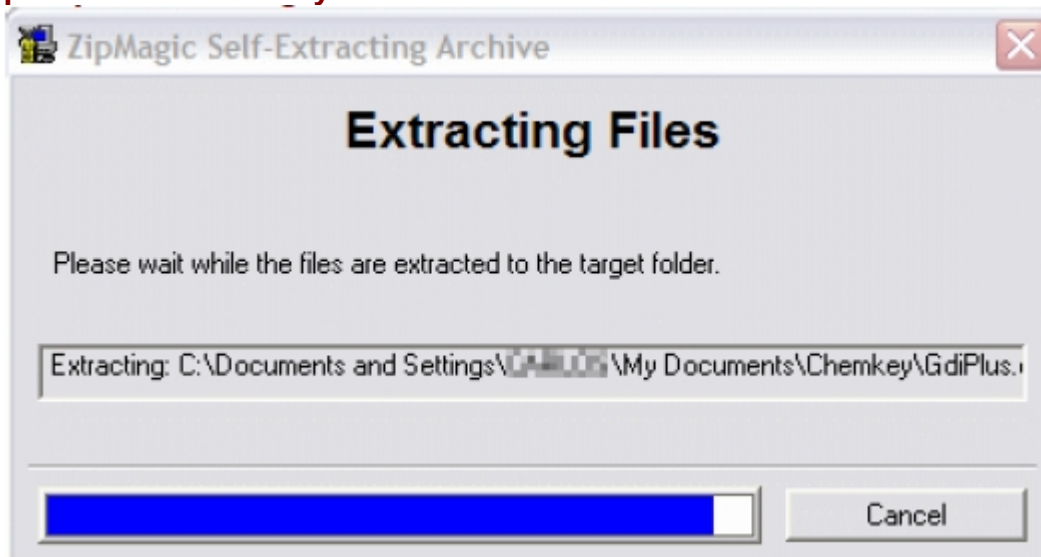 ZipMagic Self-Extracting Archive
Extracting Files
Please wait while the files are extracted to the target folder.
Extracting: C:\Documents and Settings\ \My Documents\Chemkey\GdiPlus.
Cancel